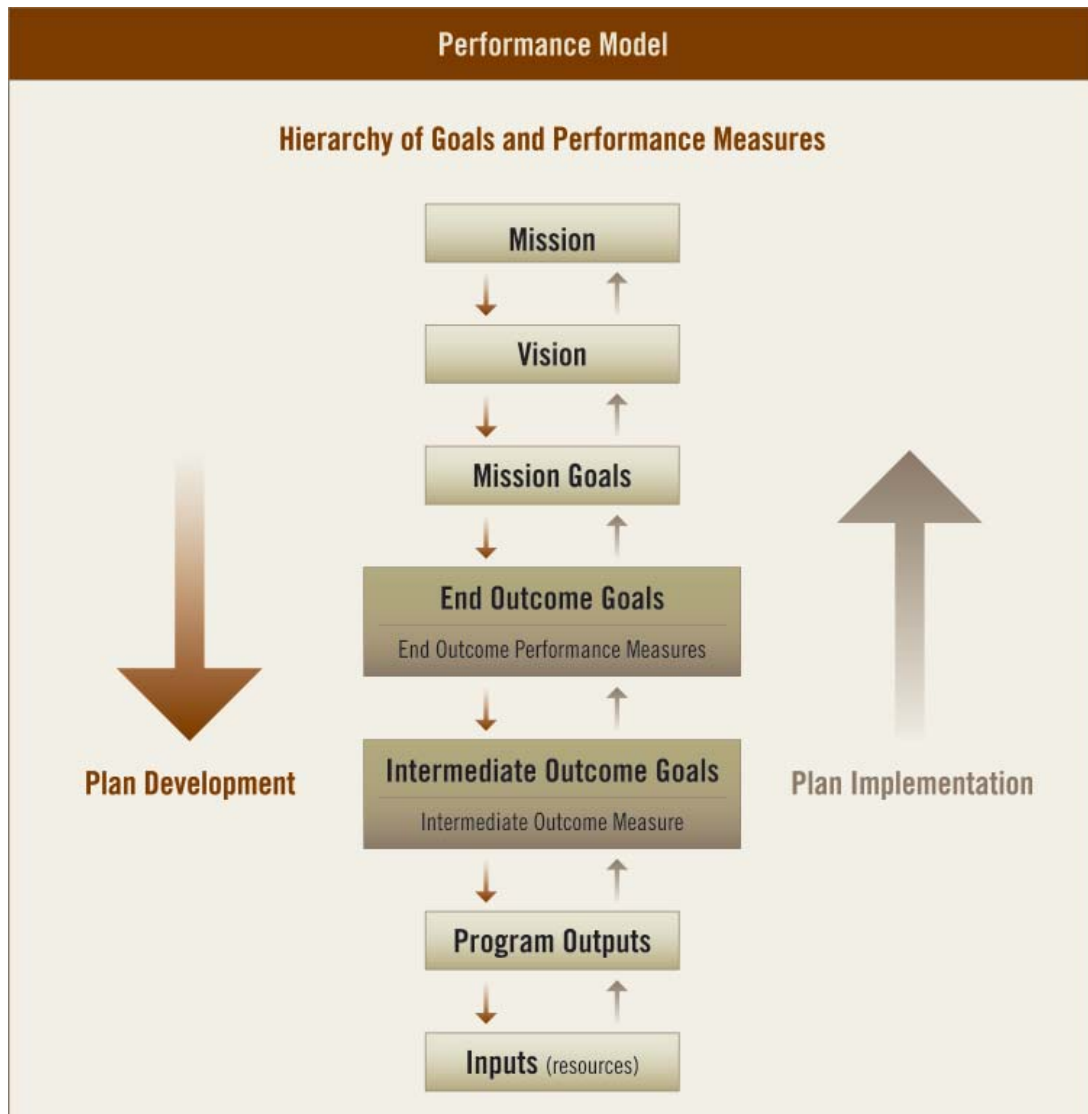 Performance Model
Hierarchy of Goals and Performance Measures
Mission
Vision
Mission Goals
End Outcome Goals
End Outcome Performance Measures
Intermediate Outcome Goals
Intermediate Outcome Measure
Plan Development
Plan Implementation
Program Outputs
Inputs (resources)